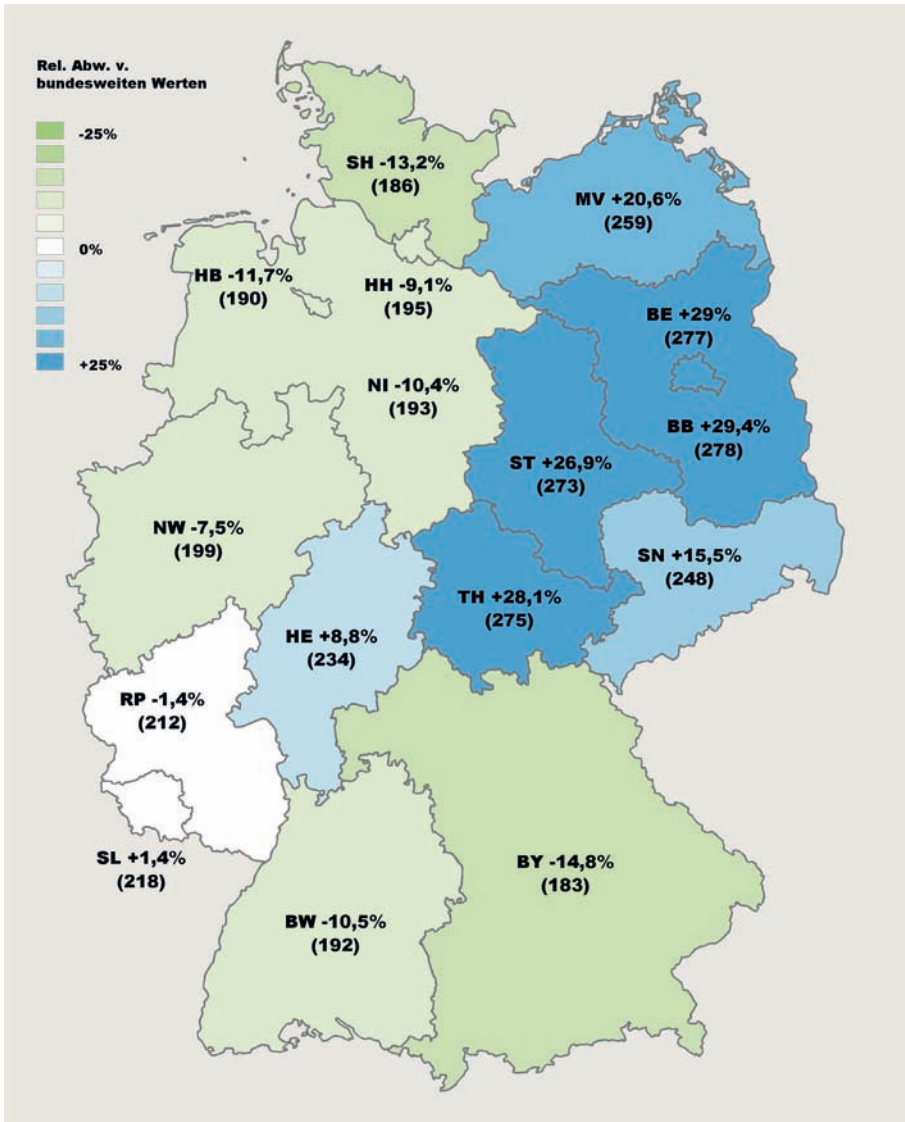 Rel. Abw. v.
bundesweiten Werten
-25%
0%
+25%
SH -13,2%
(186)
MV +20,6%
(259)
HB -11,7%
(190)
HH -9,1%
(195)
BE +29%
(277)
NI -10,4%
(193)
BB +29,4%
(278)
ST +26,9%
(273)
NW -7,5%
(199)
SN +15,5%
(248)
TH +28,1%
(275)
HE +8,8%
(234)
RP -1,4%
(212)
SL +1,4%
(218)
BY -14,8%
(183)
BW -10,5%
(192)